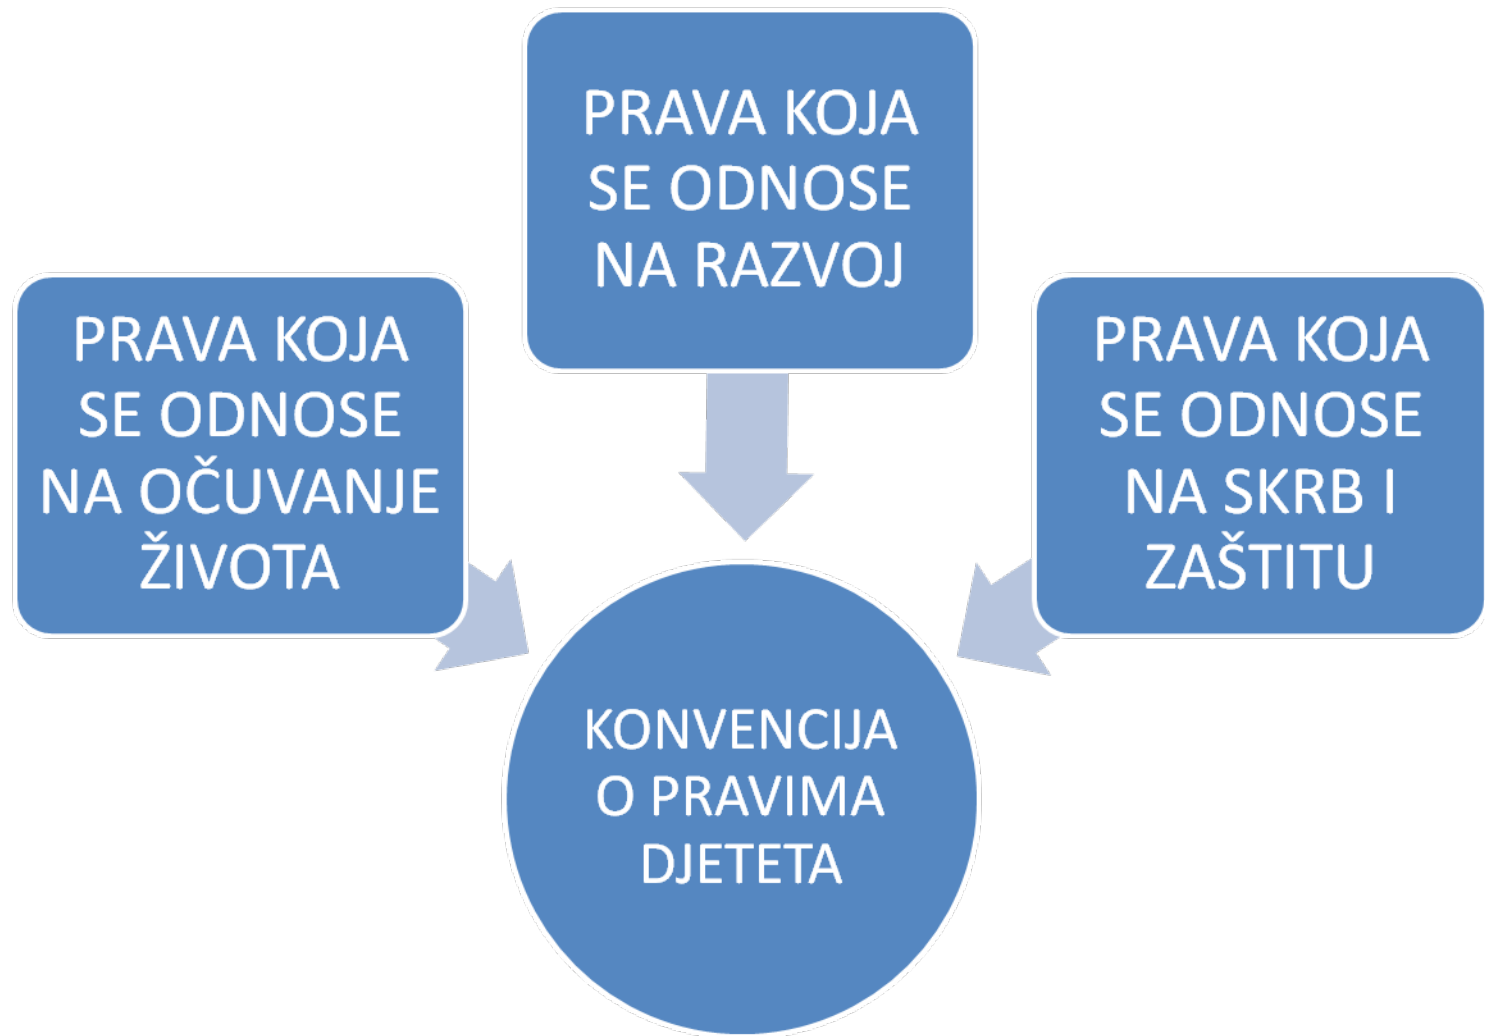 PRAVA KOJA
SE ODNOSE
NA OČUVANJE
ŽIVOTA
PRAVA KOJA
SE ODNOSE
NA RAZVOJ
PRAVA KOJA
SE ODNOSE
NA SKRB I
ZAŠTITU
KONVENCIJA
O PRAVIMA
DJETETA